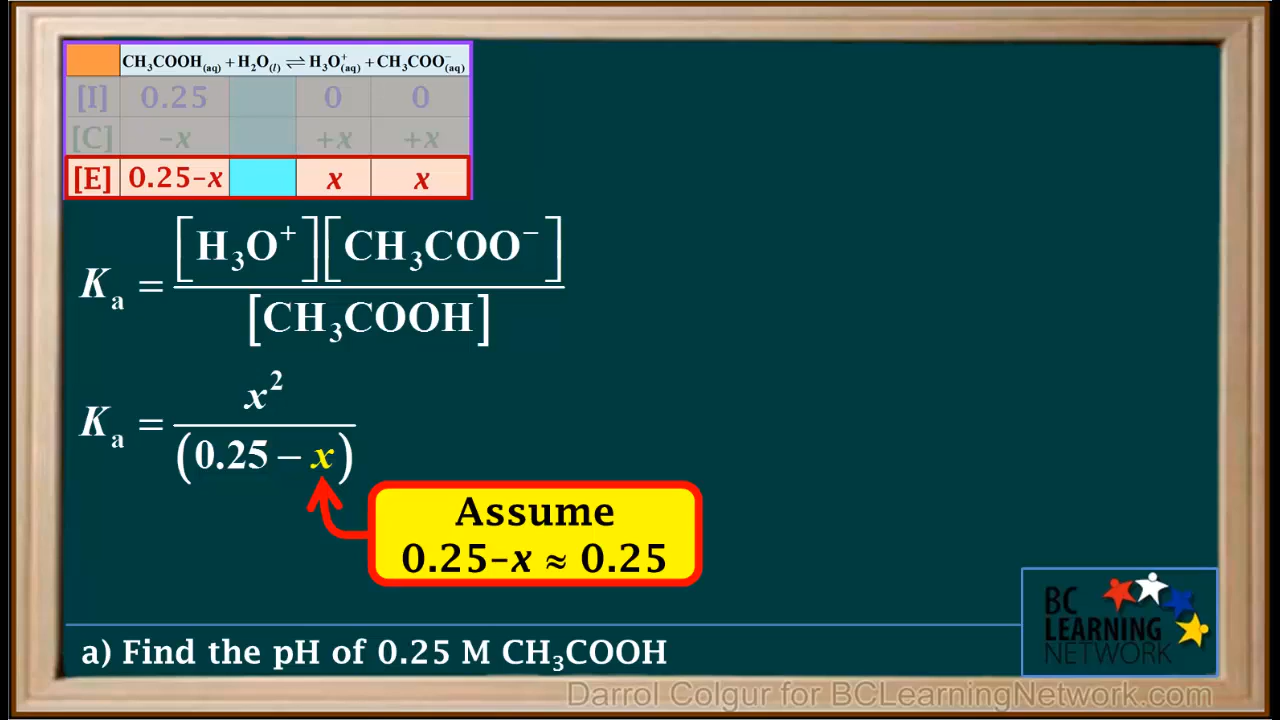 CH₃COOH(aq) + H₂O(l) ⇌ H₃O⁺(aq) + CH₃COO⁻(aq)
[I] 0.25 0 0
[C] –x +x +x
[E] 0.25–x x x
Kₐ = [H₃O⁺][CH₃COO⁻] / [CH₃COOH]
Kₐ = x² / (0.25 – x)
Assume
0.25–x ≈ 0.25
a) Find the pH of 0.25 M CH₃COOH
BC
LEARNING
NETWORK
Darrol Colgur for BCLearningNetwork.com